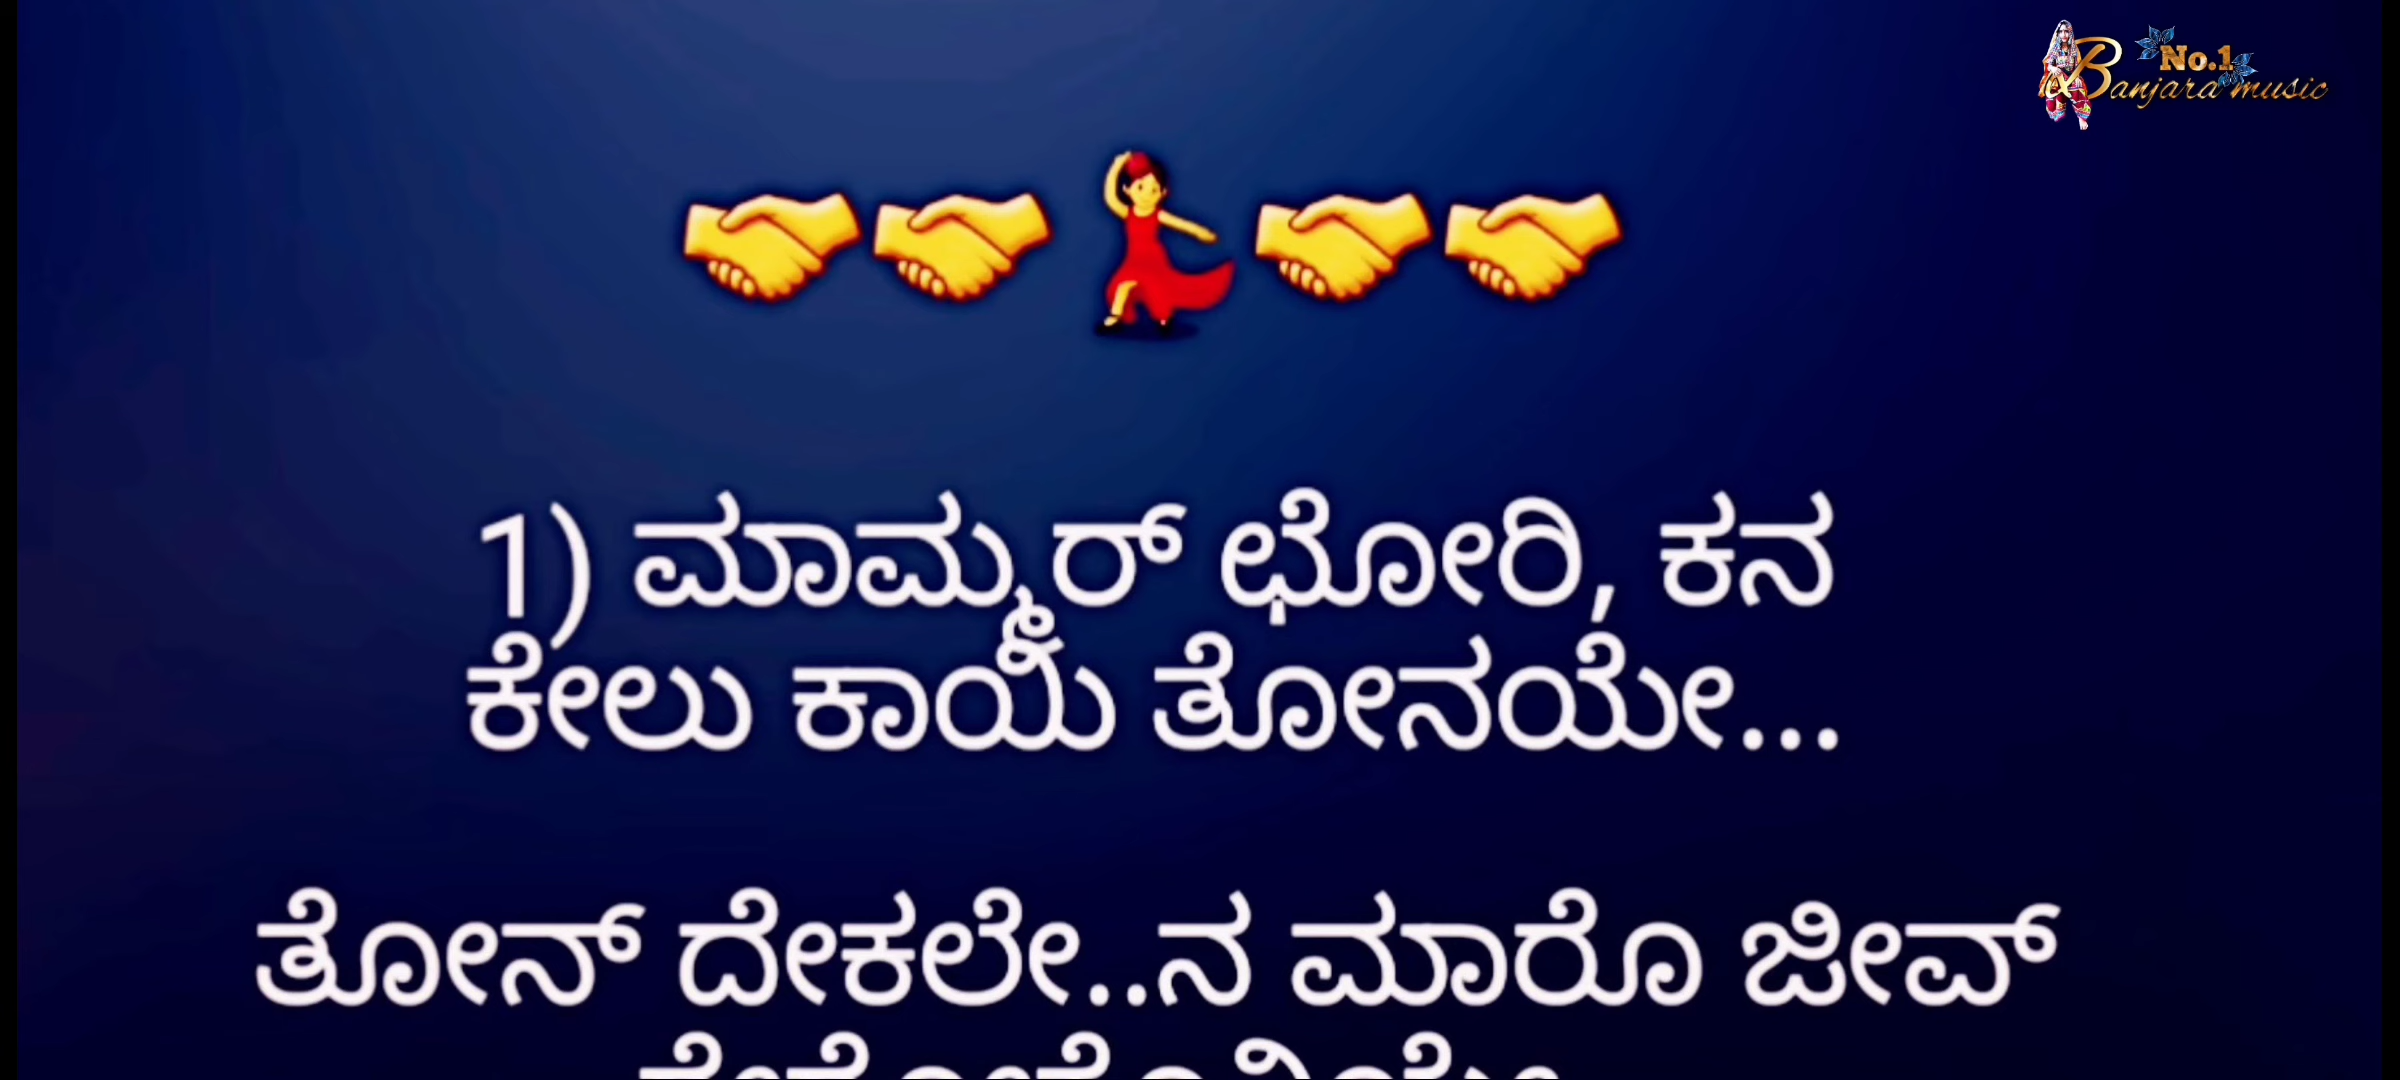 No.1
Banjara music
1) ಮಾಮ್ಮರ್ ಛೋರಿ, ಕನ
ಕೇಲು ಕಾಯಿ ತೋನಯೇ...
ತೋನ್ ದೇಕಲೇ..ನ ಮಾರೊ ಜೀವ್